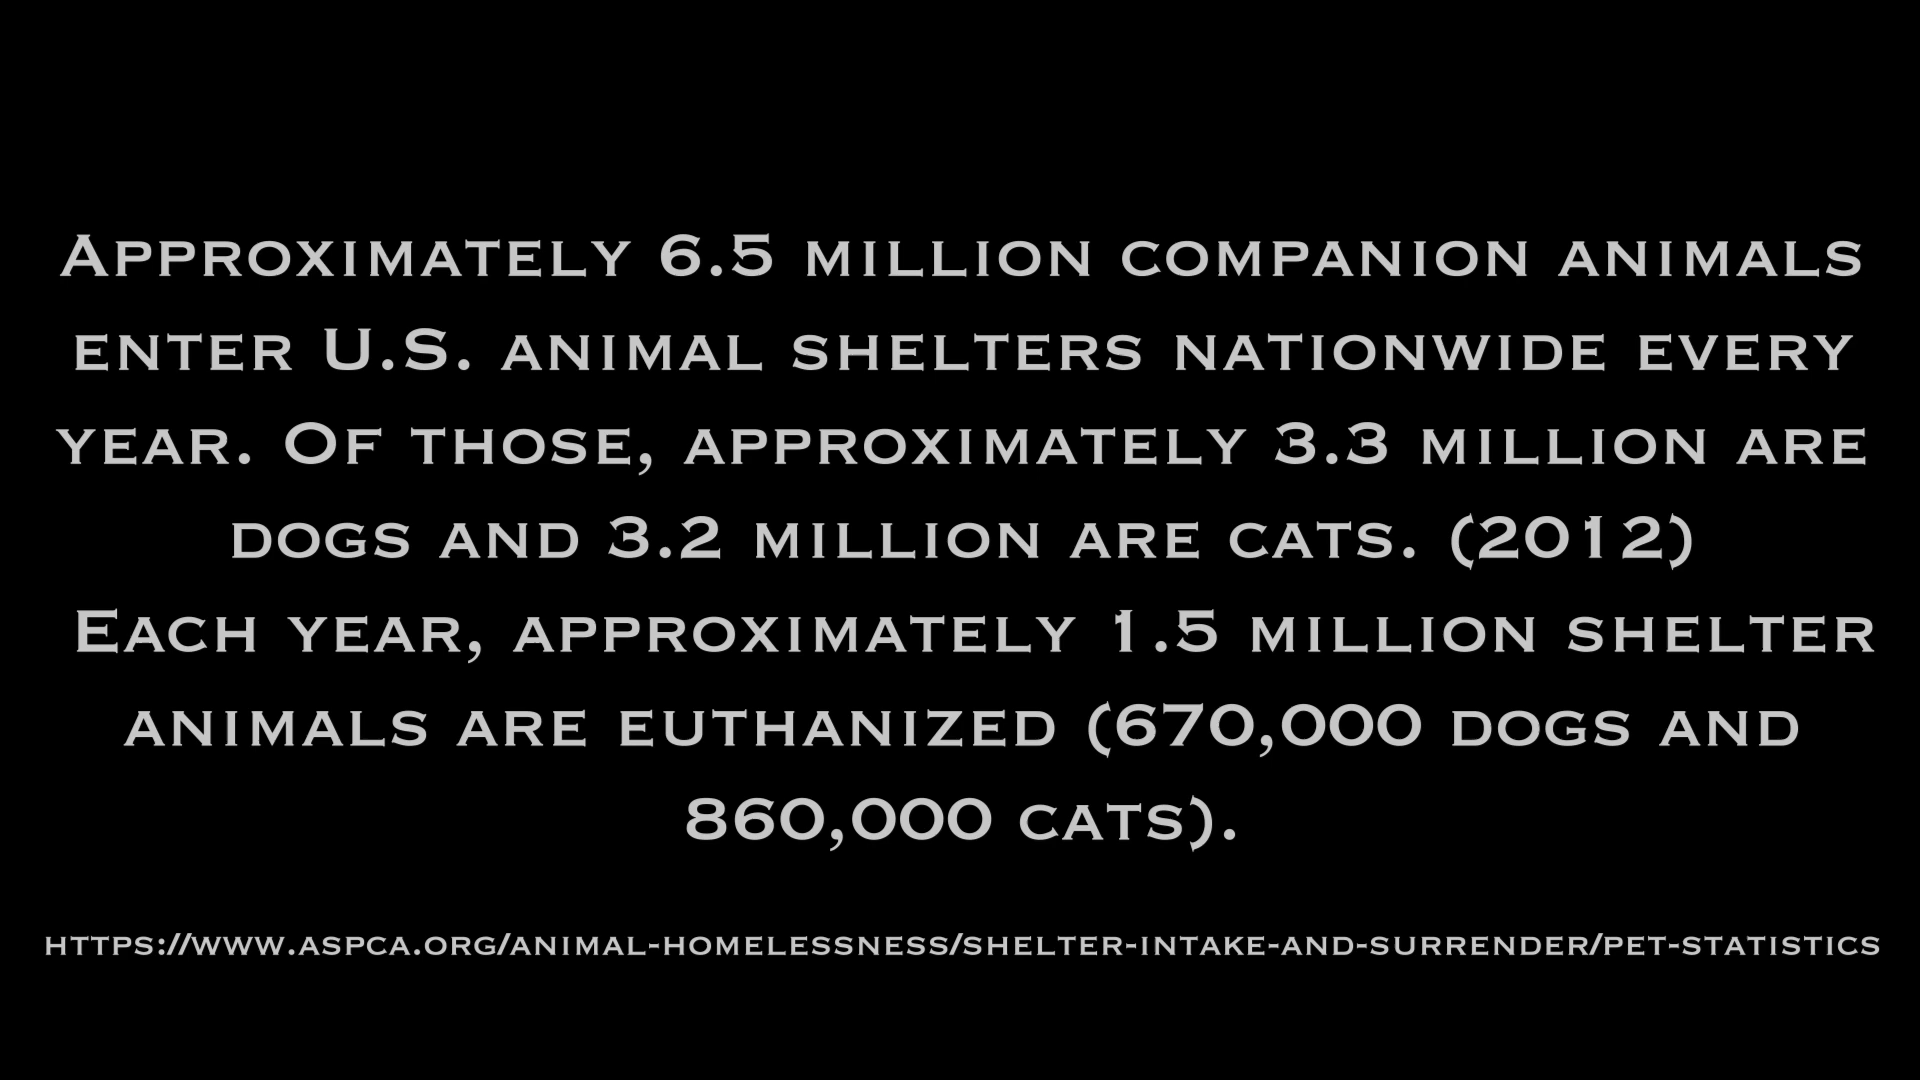 Approximately 6.5 million companion animals
enter U.S. animal shelters nationwide every
year. Of those, approximately 3.3 million are
dogs and 3.2 million are cats. (2012)
Each year, approximately 1.5 million shelter
animals are euthanized (670,000 dogs and
860,000 cats).
https://www.aspca.org/animal-homelessness/shelter-intake-and-surrender/pet-statistics